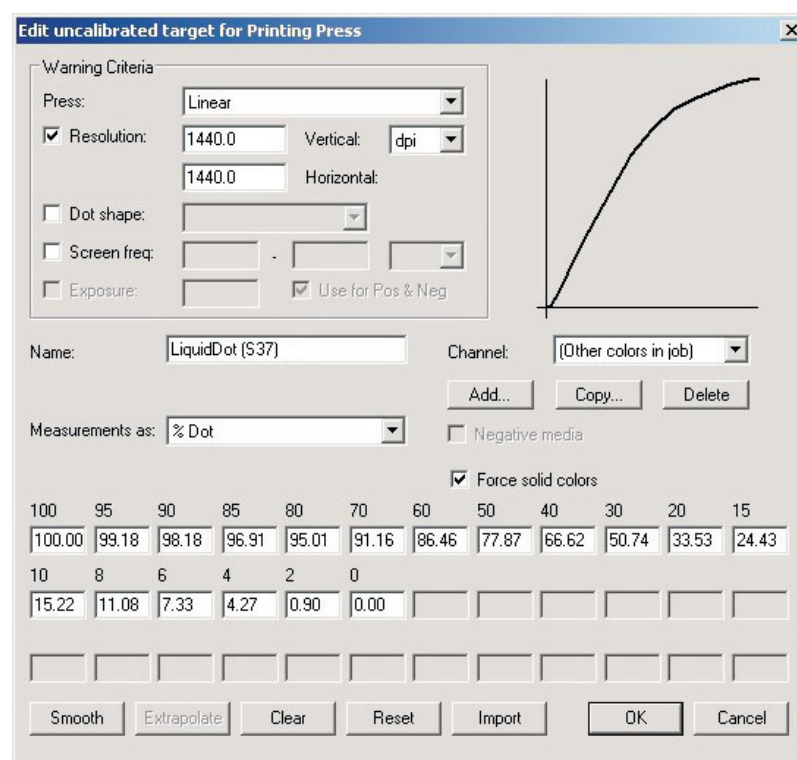 Edit uncalibrated target for Printing Press
Warning Criteria
Press: Linear
Resolution: 1440.0 Vertical: dpi
1440.0 Horizontal:
Dot shape:
Screen freq: -
Exposure: Use for Pos & Neg
Name: LiquidDot (S37) Channel: (Other colors in job)
Add... Copy... Delete
Measurements as: % Dot Negative media
Force solid colors
100 95 90 85 80 70 60 50 40 30 20 15
100.00 99.18 98.18 96.91 95.01 91.16 86.46 77.87 66.62 50.74 33.53 24.43
10 8 6 4 2 0
15.22 11.08 7.33 4.27 0.90 0.00
Smooth Extrapolate Clear Reset Import OK Cancel